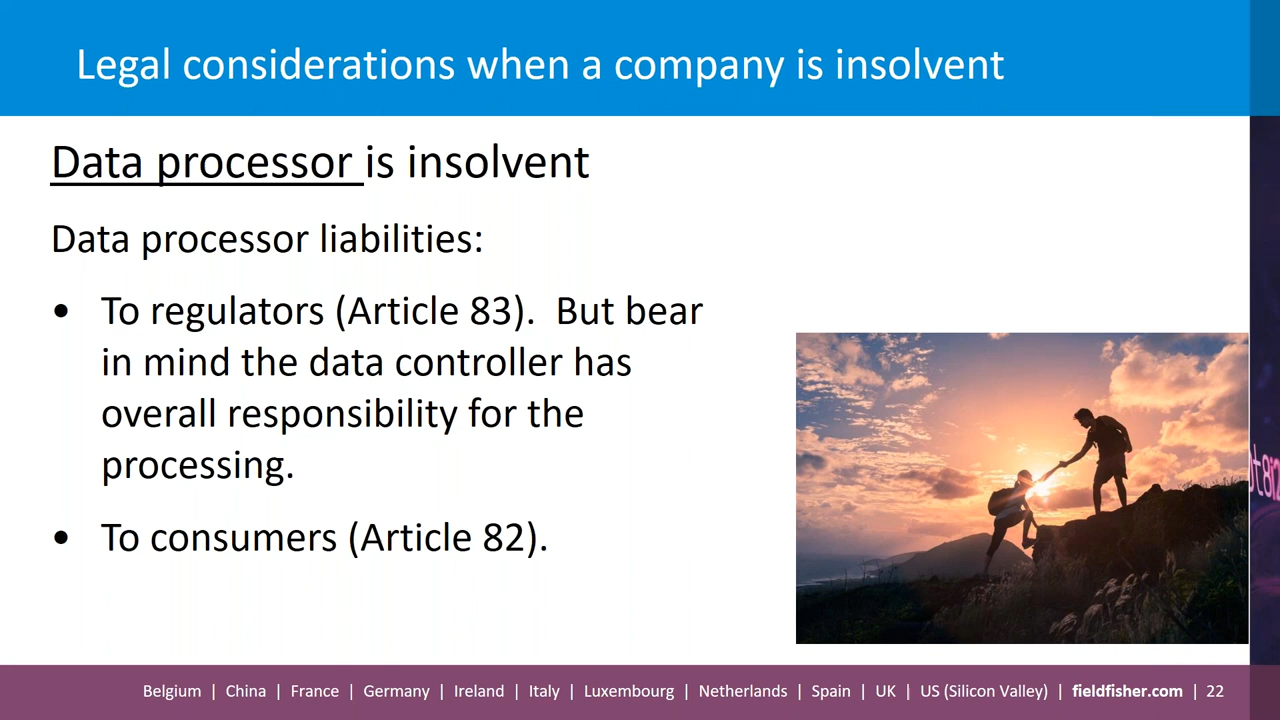 Legal considerations when a company is insolvent
Data processor is insolvent
Data processor liabilities:
• To regulators (Article 83).  But bear
in mind the data controller has
overall responsibility for the
processing.
• To consumers (Article 82).
Belgium | China | France | Germany | Ireland | Italy | Luxembourg | Netherlands | Spain | UK | US (Silicon Valley) | fieldfisher.com | 22